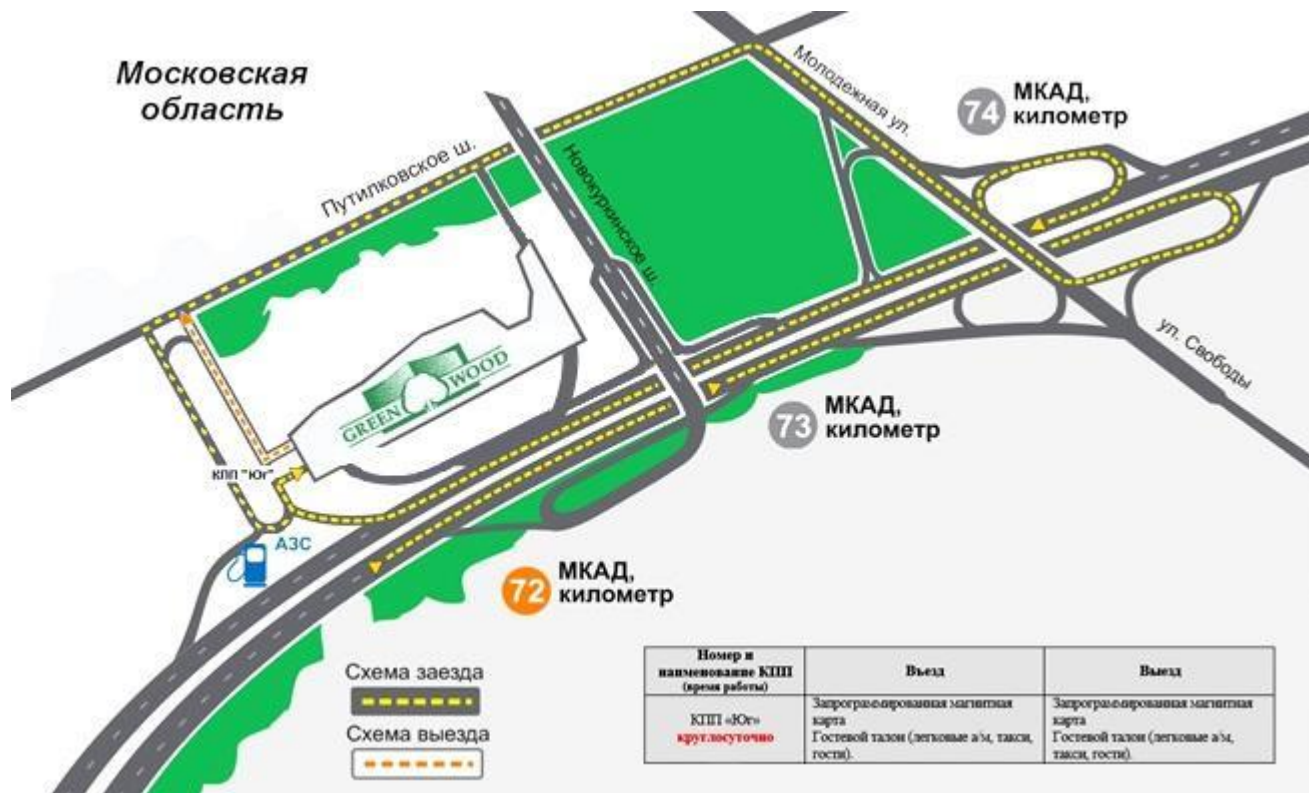 Московская
область
Путилковское ш.
Новокуркинское ш.
Молодежная ул.
74
МКАД,
километр
ул. Свободы
GREEN WOOD
73
МКАД,
километр
КПП "Юг"
АЗС
72
МКАД,
километр
Схема заезда
Схема выезда
Номер и
наименование КПП
(время работы)
Въезд
Выезд
КПП «Юг»
круглосуточно
Запрограммированная магнитная
карта
Гостевой талон (легковые а/м, такси,
гости).
Запрограммированная магнитная
карта
Гостевой талон (легковые а/м,
такси, гости).